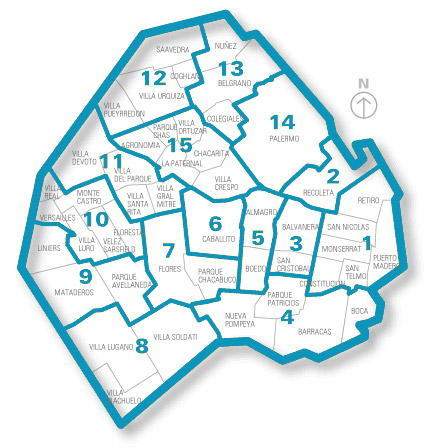 NUÑEZ
SAAVEDRA
13
12
COGHLAN
BELGRANO
N
VILLA URQUIZA
VILLA
PUEYRREDON
COLEGIALES
14
PARQUE
CHAS
VILLA
ORTUZAR
PALERMO
AGRONOMIA
15
CHACARITA
VILLA
DEVOTO
11
LA PATERNAL
VILLA
DEL PARQUE
2
VILLA
CRESPO
RECOLETA
VILLA
REAL
MONTE
CASTRO
VILLA
SANTA
RITA
VILLA
GRAL
MITRE
RETIRO
VERSALLES
10
ALMAGRO
6
CABALLITO
BALVANERA
SAN NICOLAS
FLORESTA
5
3
1
MONSERRAT
LINIERS
VILLA
LURO
VELEZ
SARSFIELD
7
FLORES
PUERTO
MADERO
9
MATADEROS
PARQUE
AVELLANEDA
PARQUE
CHACABUCO
BOEDO
SAN
CRISTOBAL
SAN
TELMO
CONSTITUCION
PARQUE
PATRICIOS
NUEVA
POMPEYA
4
BOCA
BARRACAS
VILLA SOLDATI
VILLA LUGANO
8
VILLA
RIACHUELO